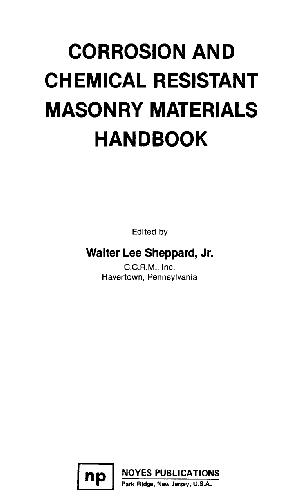 CORROSION AND
CHEMICAL RESISTANT
MASONRY MATERIALS
HANDBOOK
Edited by
Walter Lee Sheppard, Jr.
C.C.R.M., Inc.
Havertown, Pennsylvania
np
NOYES PUBLICATIONS
Park Ridge, New Jersey, U.S.A.